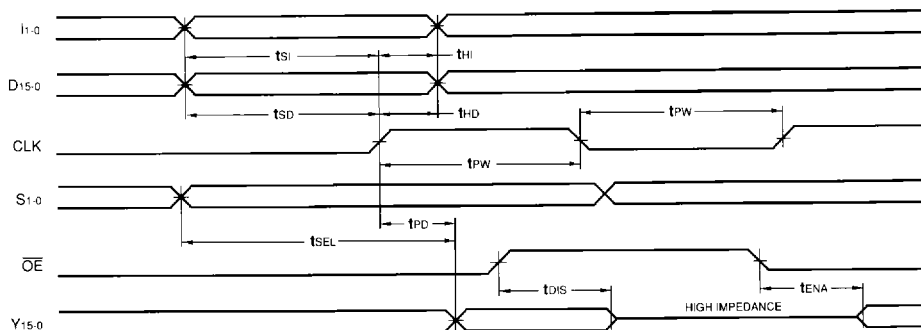 I1-0
tSI
tHI
D15-0
tSD
tHD
tPW
CLK
tPW
S1-0
tPD
tSEL
OE
tDIS
HIGH IMPEDANCE
tENA
Y15-0